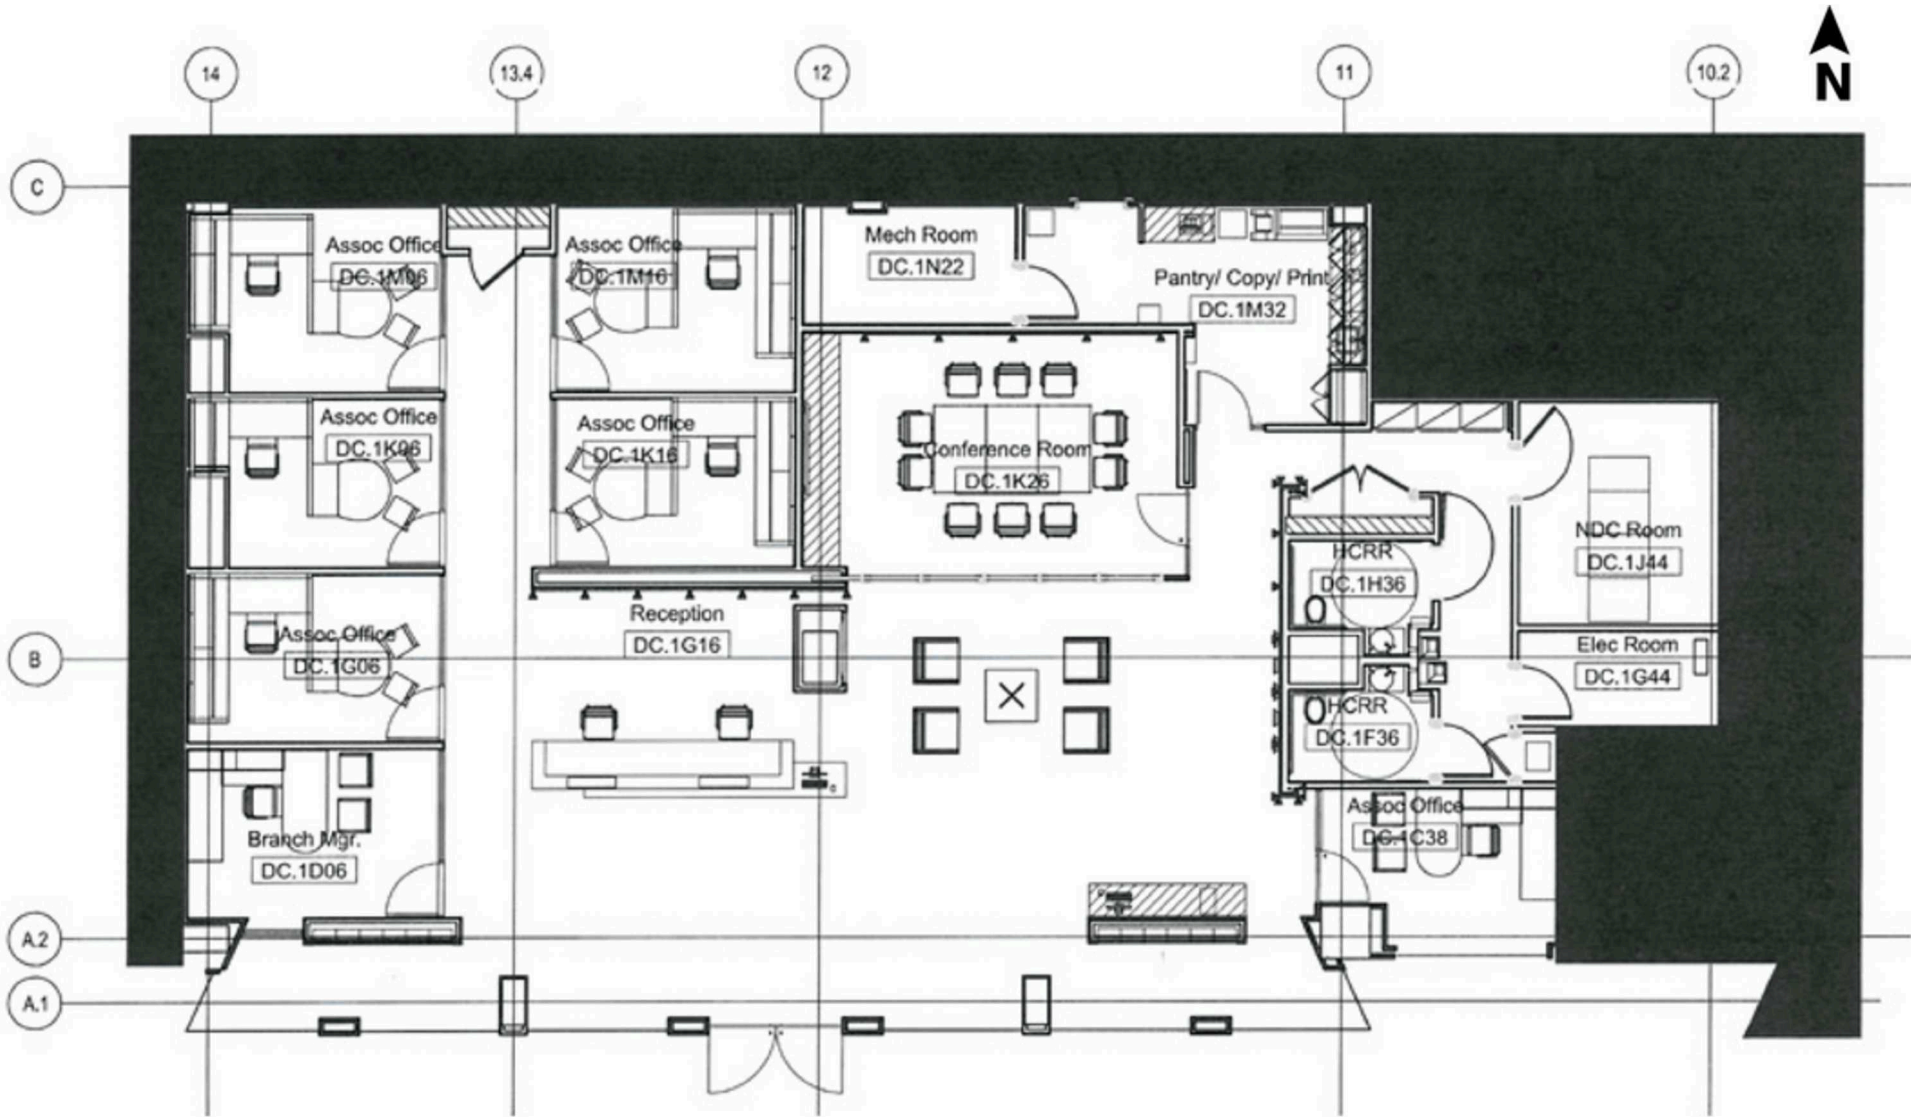 14
13.4
12
11
10.2
N
C
Assoc Office
DC.1M06
Assoc Office
DC.1M16
Mech Room
DC.1N22
Pantry/ Copy/ Print
DC.1M32
Assoc Office
DC.1K06
Assoc Office
DC.1K16
Conference Room
DC.1K26
NDC Room
DC.1J44
HCRR
DC.1H36
Reception
DC.1G16
B
Assoc Office
DC.1G06
Elec Room
DC.1G44
HCRR
DC.1F36
Assoc Office
DC.1C38
Branch Mgr.
DC.1D06
A.2
A.1